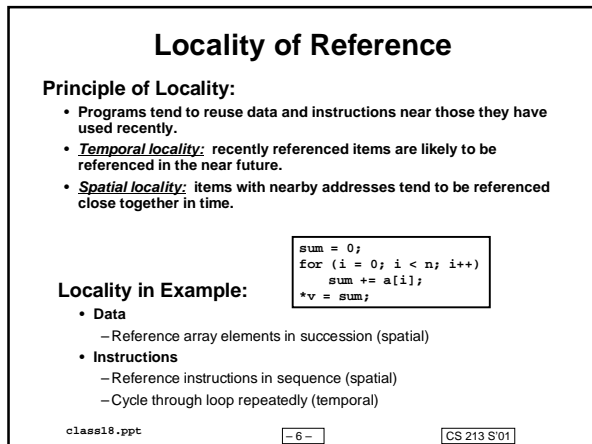 Locality of Reference
Principle of Locality:
• Programs tend to reuse data and instructions near those they have
used recently.
• Temporal locality: recently referenced items are likely to be
referenced in the near future.
• Spatial locality: items with nearby addresses tend to be referenced
close together in time.
sum = 0;
for (i = 0; i < n; i++)
sum += a[i];
*v = sum;
Locality in Example:
• Data
–Reference array elements in succession (spatial)
• Instructions
–Reference instructions in sequence (spatial)
–Cycle through loop repeatedly (temporal)
class18.ppt
– 6 –
CS 213 S'01